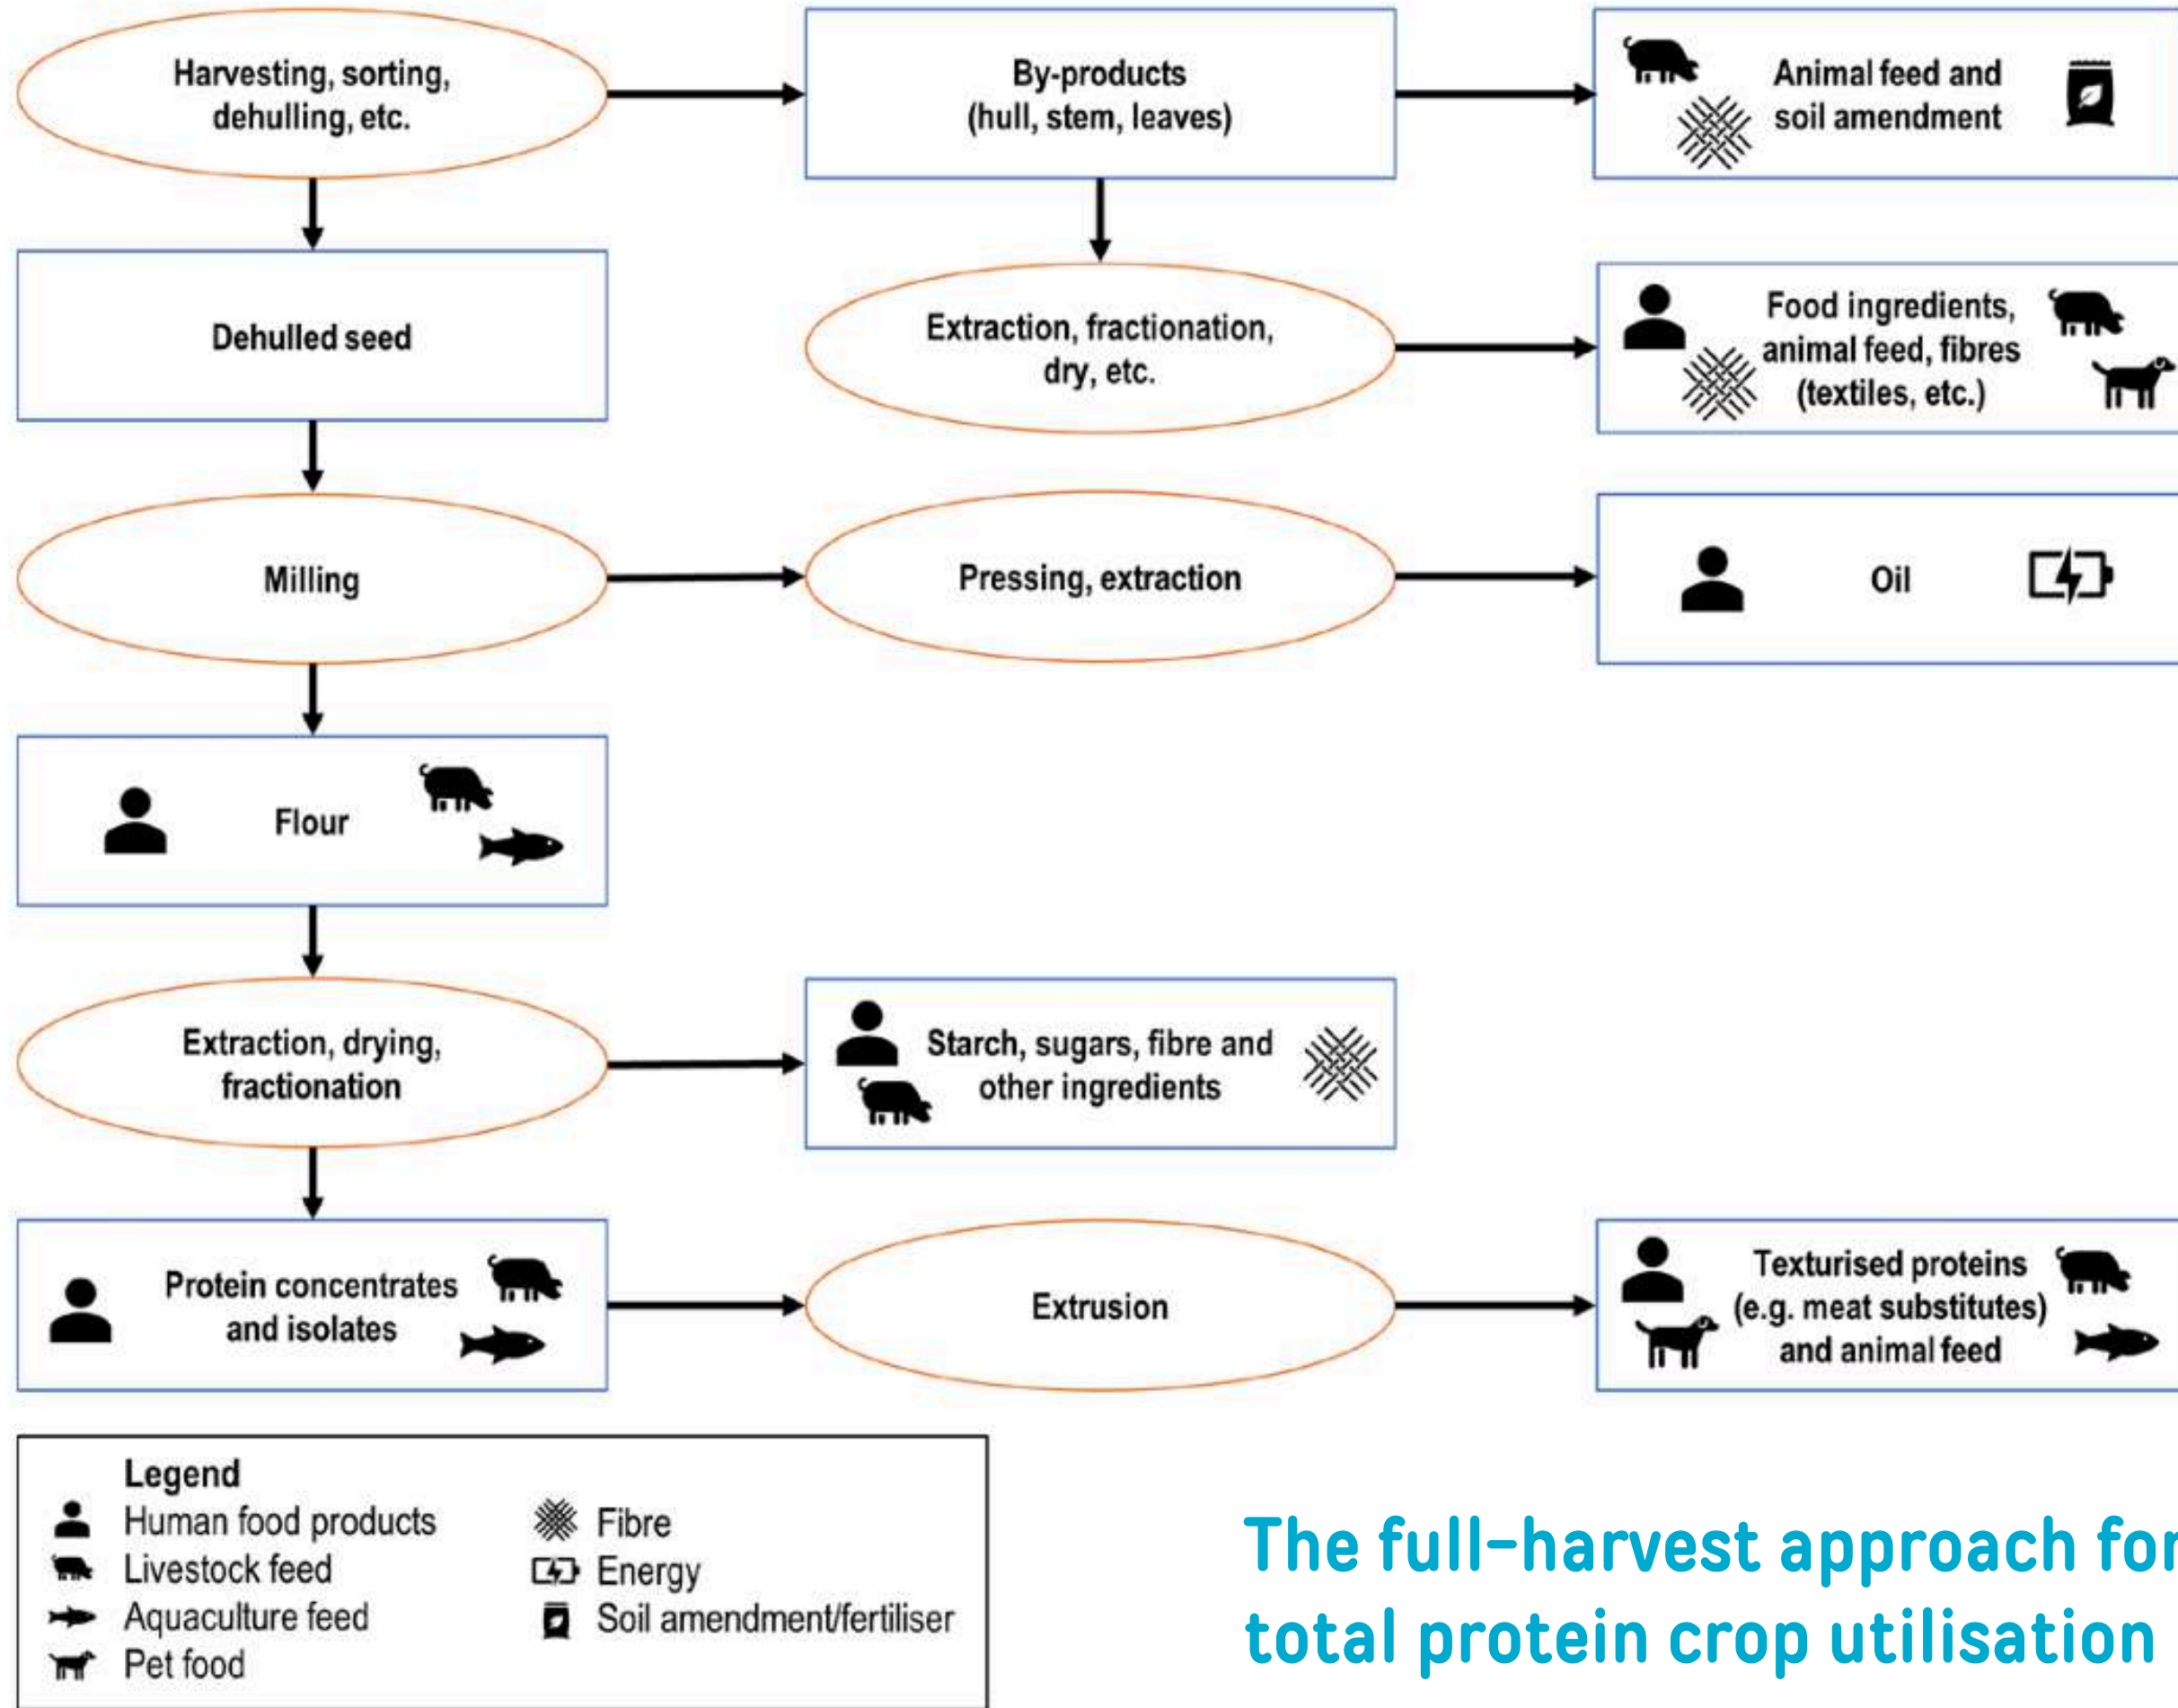 Harvesting, sorting,
dehulling, etc.
By-products
(hull, stem, leaves)
Animal feed and
soil amendment
Dehulled seed
Extraction, fractionation,
dry, etc.
Food ingredients,
animal feed, fibres
(textiles, etc.)
Milling
Pressing, extraction
Oil
Flour
Extraction, drying,
fractionation
Starch, sugars, fibre and
other ingredients
Protein concentrates
and isolates
Extrusion
Texturised proteins
(e.g. meat substitutes)
and animal feed
Legend
Human food products
Livestock feed
Aquaculture feed
Pet food
Fibre
Energy
Soil amendment/fertiliser
The full-harvest approach for
total protein crop utilisation